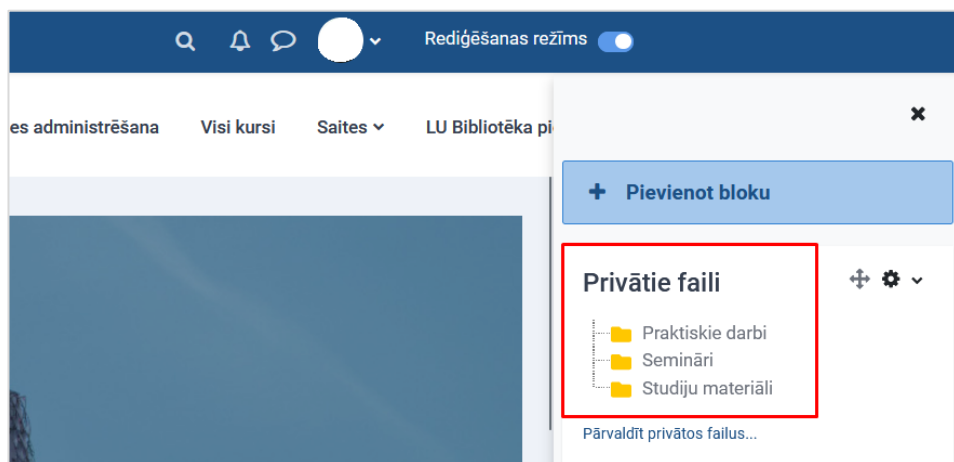 Rediģēšanas režīms
es administrēšana Visi kursi Saites LU Bibliotēka pi
Pievienot bloku
Privātie faili
Praktiskie darbi
Semināri
Studiju materiāli
Pārvaldīt privātos failus...